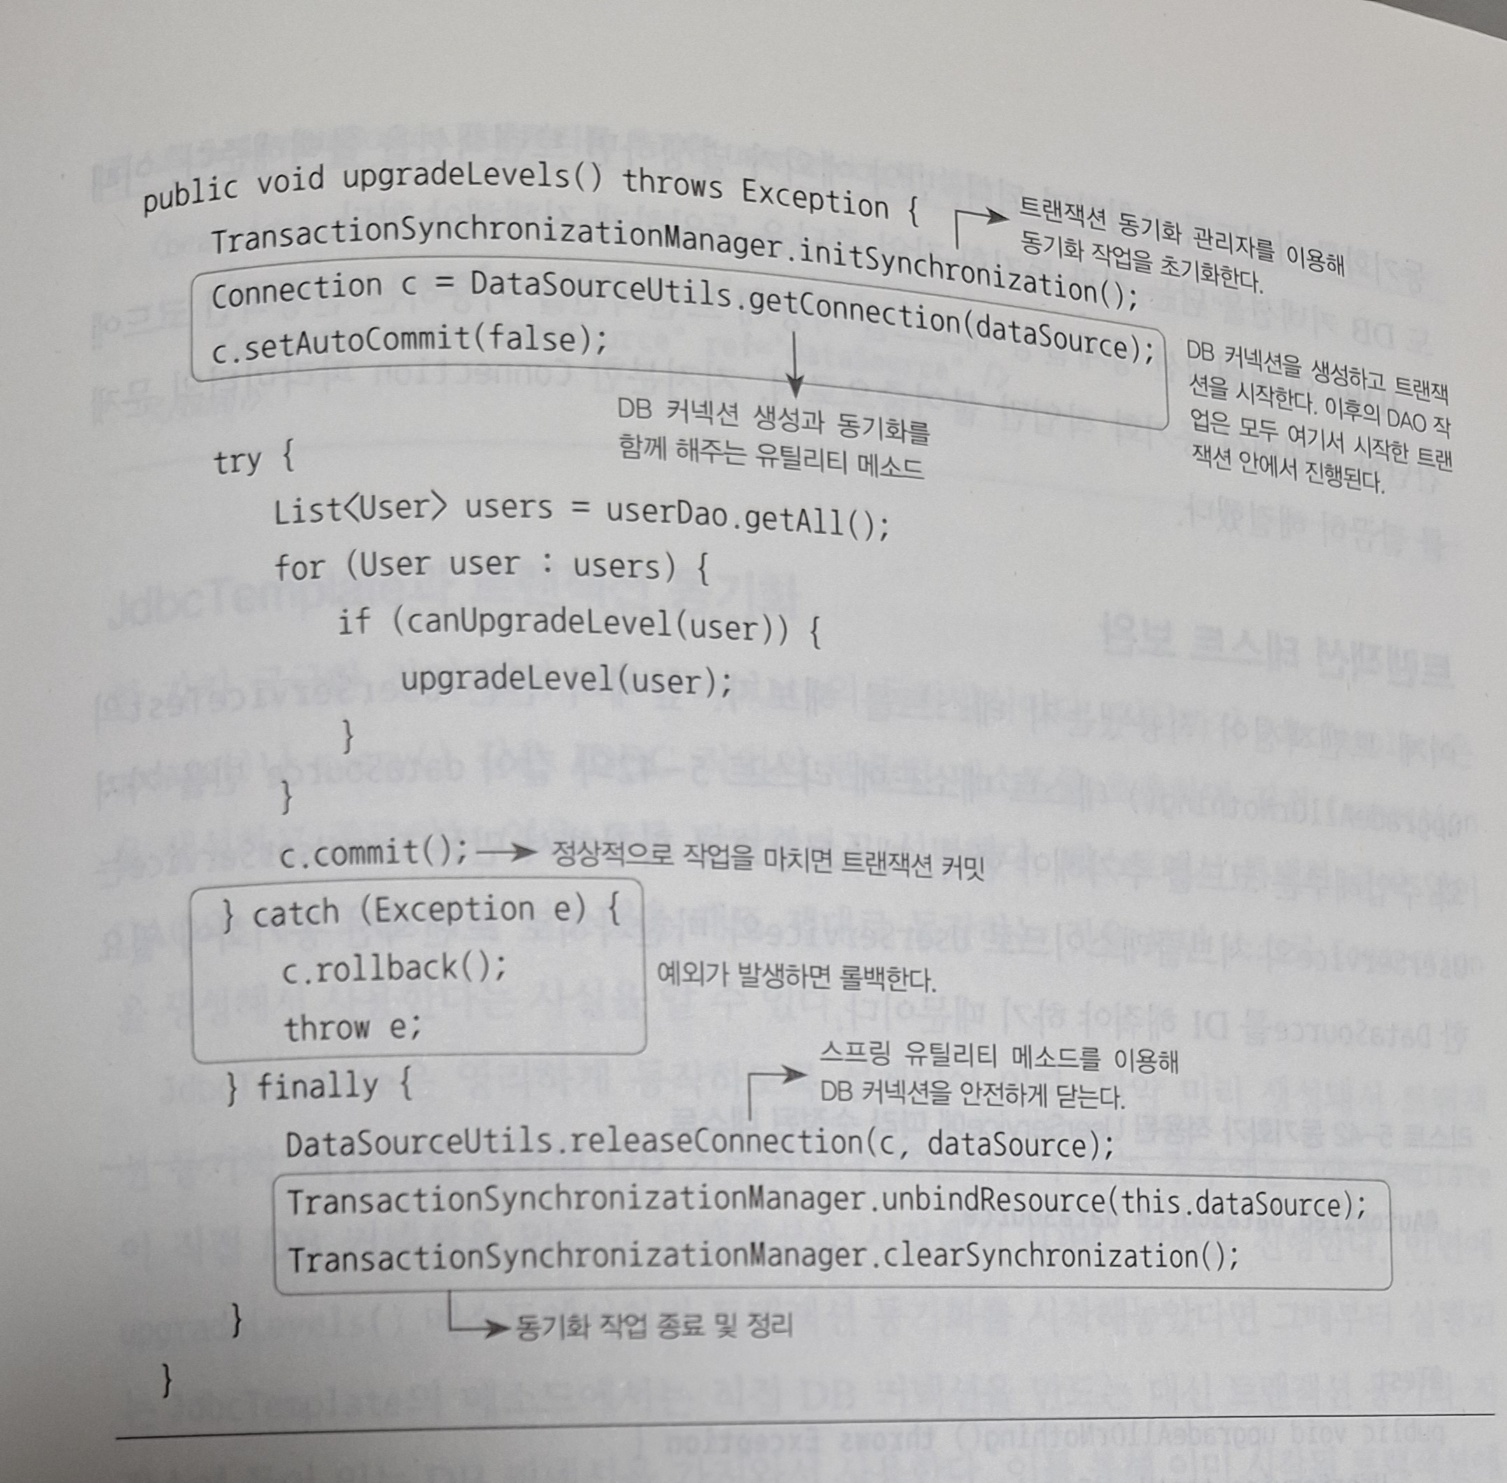 public void upgradeLevels() throws Exception {
트랜잭션 동기화 관리자를 이용해
동기화 작업을 초기화한다.
TransactionSynchronizationManager.initSynchronization();
Connection c = DataSourceUtils.getConnection(dataSource);
c.setAutoCommit(false);
DB 커넥션을 생성하고 트랜잭
션을 시작한다. 이후의 DAO 작
업은 모두 여기서 시작한 트랜
잭션 안에서 진행된다.
DB 커넥션 생성과 동기화를
함께 해주는 유틸리티 메소드
try {
List<User> users = userDao.getAll();
for (User user : users) {
if (canUpgradeLevel(user)) {
upgradeLevel(user);
}
}
c.commit(); 정상적으로 작업을 마치면 트랜잭션 커밋
} catch (Exception e) {
c.rollback();
예외가 발생하면 롤백한다.
throw e;
} finally {
스프링 유틸리티 메소드를 이용해
DB 커넥션을 안전하게 닫는다.
DataSourceUtils.releaseConnection(c, dataSource);
TransactionSynchronizationManager.unbindResource(this.dataSource);
TransactionSynchronizationManager.clearSynchronization();
}
동기화 작업 종료 및 정리
}